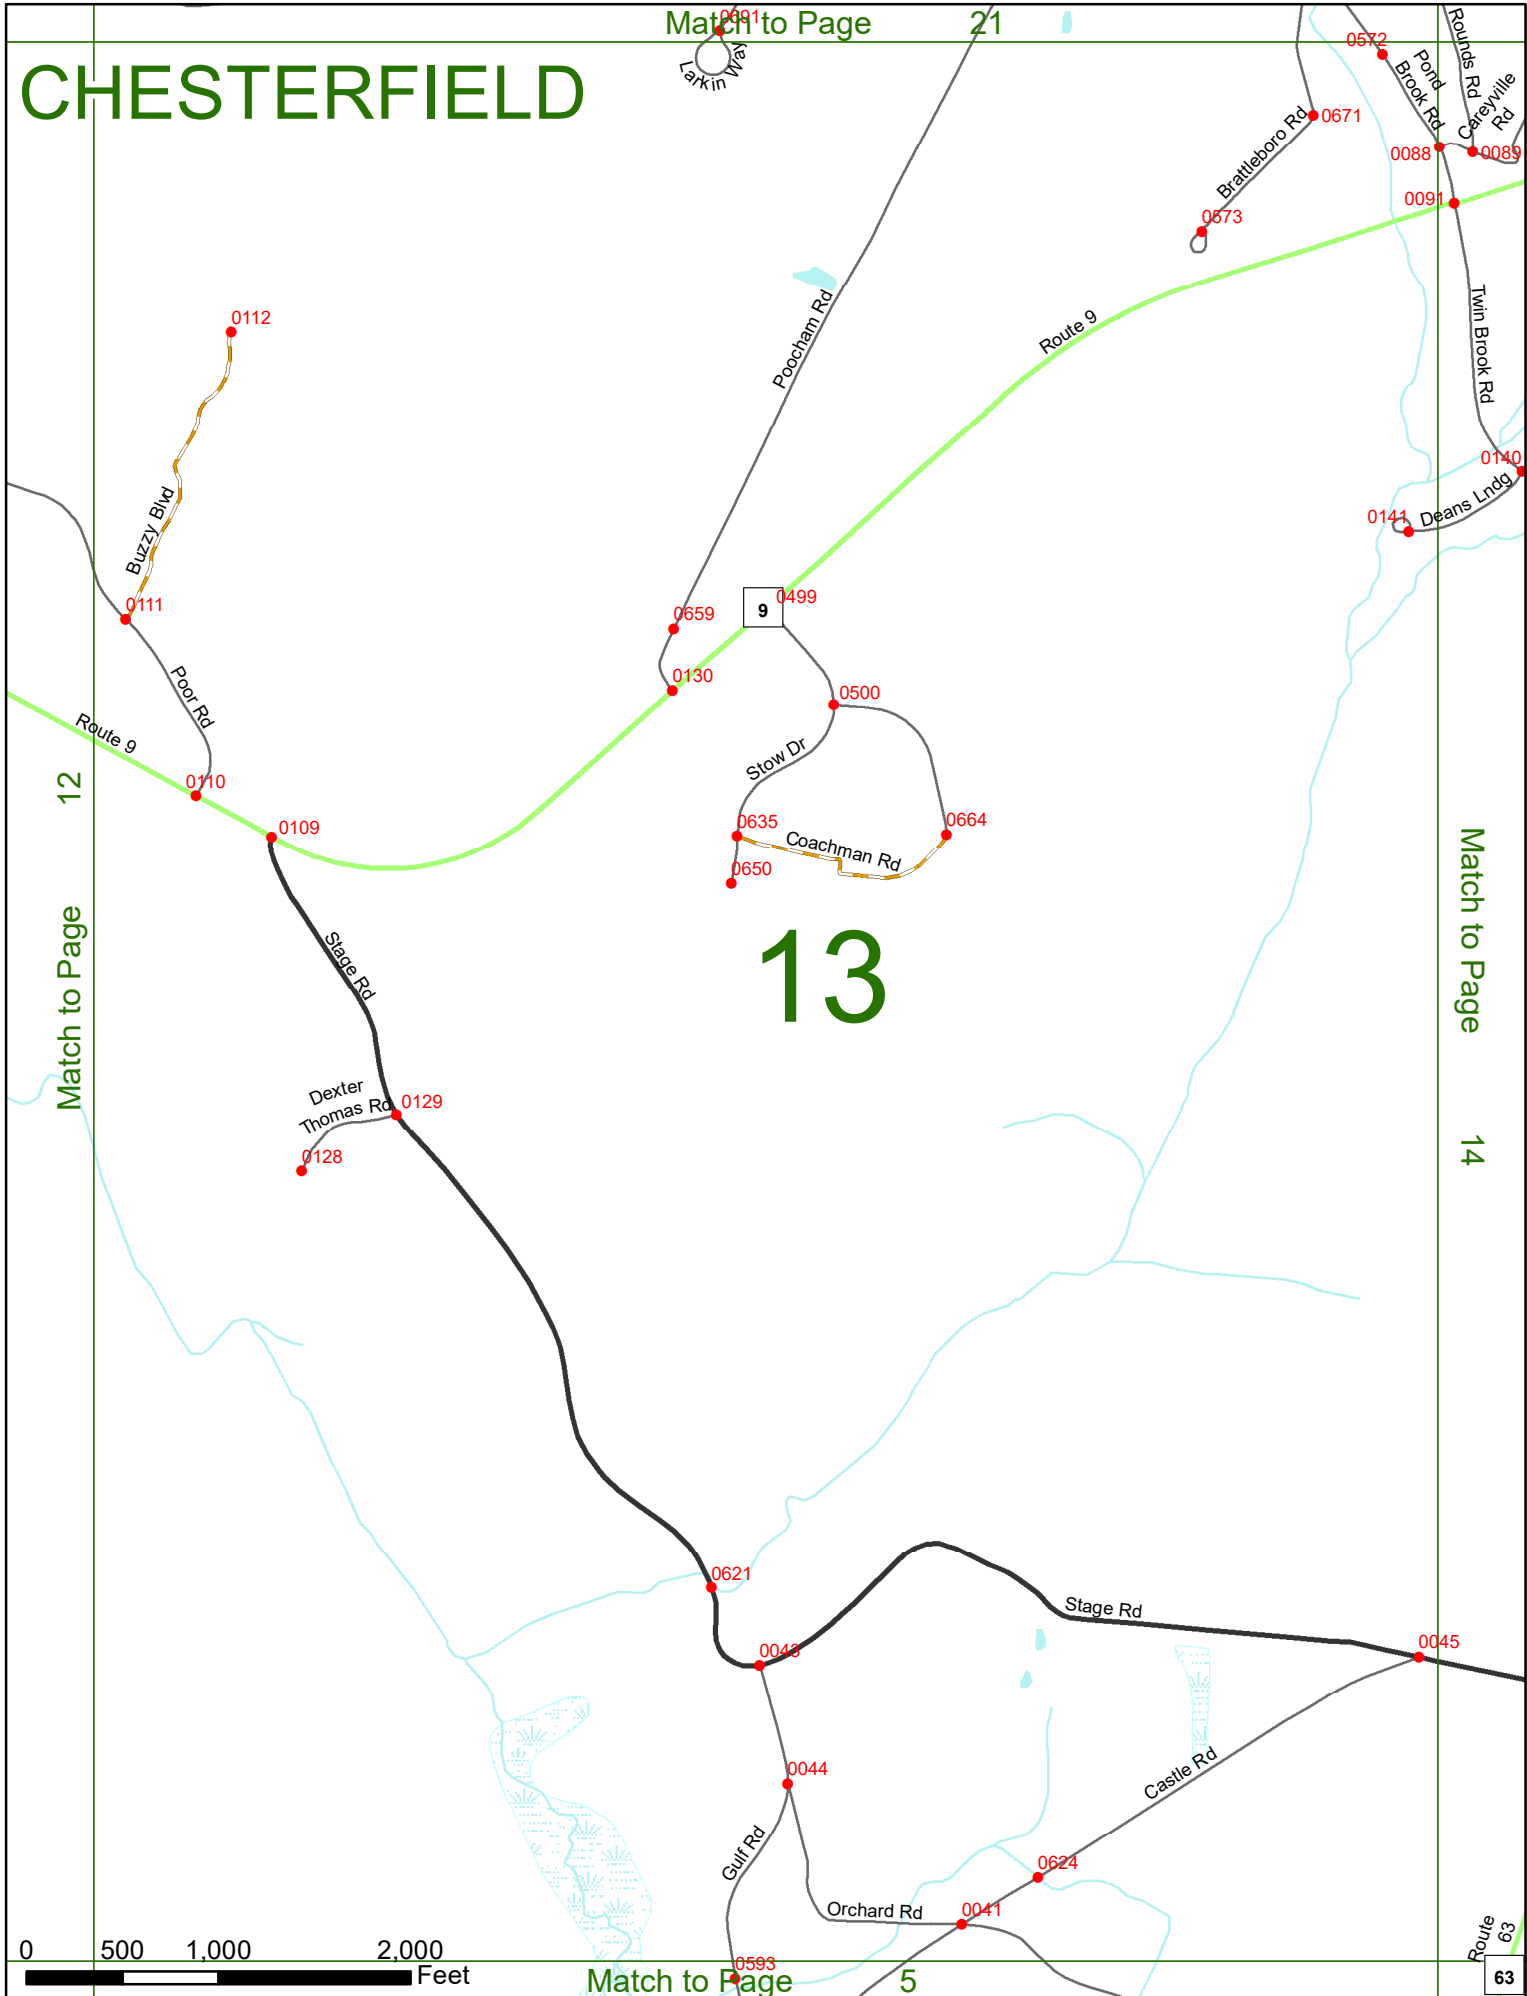 0691
Match to Page 21
Larkin Way
CHESTERFIELD
0572
Pond
Brook Rd
Rounds Rd
Careyville
Rd
0671
Brattleboro Rd
0088
0089
0091
0573
Poocham Rd
Route 9
Twin Brook Rd
0112
Buzzy Blvd
0111
0140
Deans Lndg
0141
9
0499
0659
0130
0500
Poor Rd
Route 9
Stow Dr
12
0110
0109
0635
0664
Coachman Rd
0650
Match to Page
13
Match to Page
14
Stage Rd
Dexter
Thomas Rd
0129
0128
0621
Stage Rd
0043
0045
0044
Castle Rd
Gulf Rd
0624
Orchard Rd
0041
Route
63
63
0593
0 500 1,000 2,000
Feet
Match to Page 5